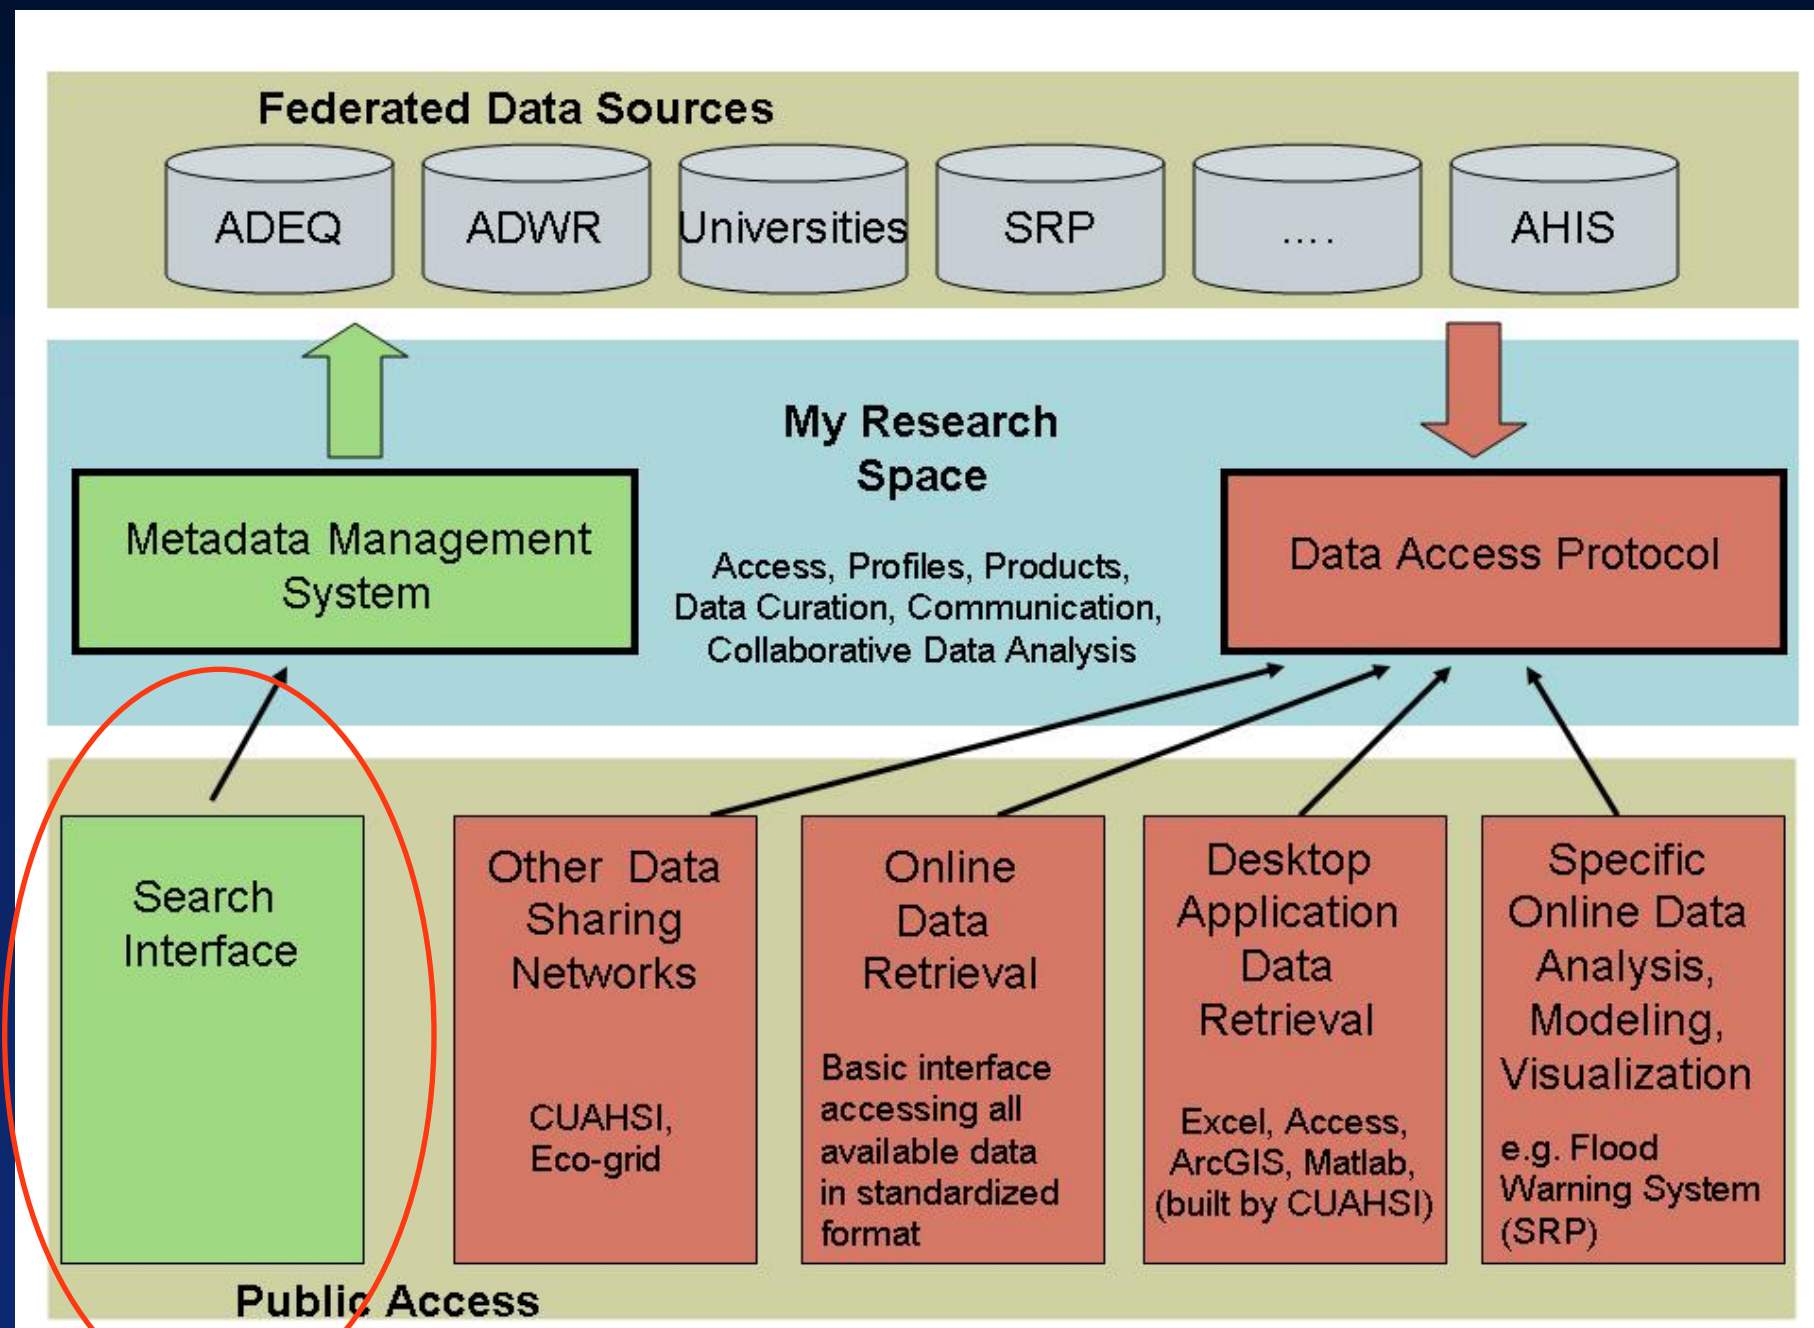 Federated Data Sources
ADEQ
ADWR
Universities
SRP
....
AHIS
My Research
Space
Access, Profiles, Products,
Data Curation, Communication,
Collaborative Data Analysis
Metadata Management
System
Data Access Protocol
Search
Interface
Other Data
Sharing
Networks
CUAHSI,
Eco-grid
Online
Data
Retrieval
Basic interface
accessing all
available data
in standardized
format
Desktop
Application
Data
Retrieval
Excel, Access,
ArcGIS, Matlab,
(built by CUAHSI)
Specific
Online Data
Analysis,
Modeling,
Visualization
e.g. Flood
Warning System
(SRP)
Public Access